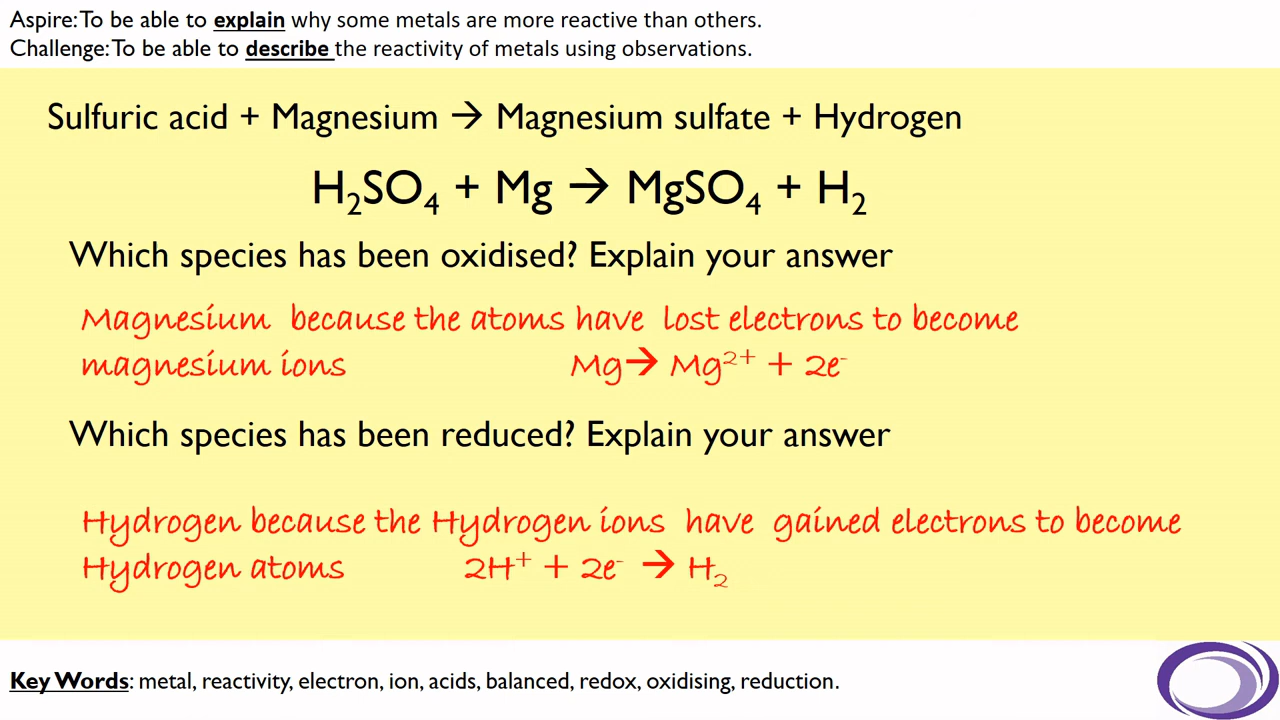 Aspire: To be able to explain why some metals are more reactive than others.
Challenge: To be able to describe the reactivity of metals using observations.
Sulfuric acid + Magnesium → Magnesium sulfate + Hydrogen
H₂SO₄ + Mg → MgSO₄ + H₂
Which species has been oxidised? Explain your answer
Magnesium because the atoms have lost electrons to become
magnesium ions Mg → Mg²⁺ + 2e⁻
Which species has been reduced? Explain your answer
Hydrogen because the Hydrogen ions have gained electrons to become
Hydrogen atoms 2H⁺ + 2e⁻ → H₂
Key Words: metal, reactivity, electron, ion, acids, balanced, redox, oxidising, reduction.